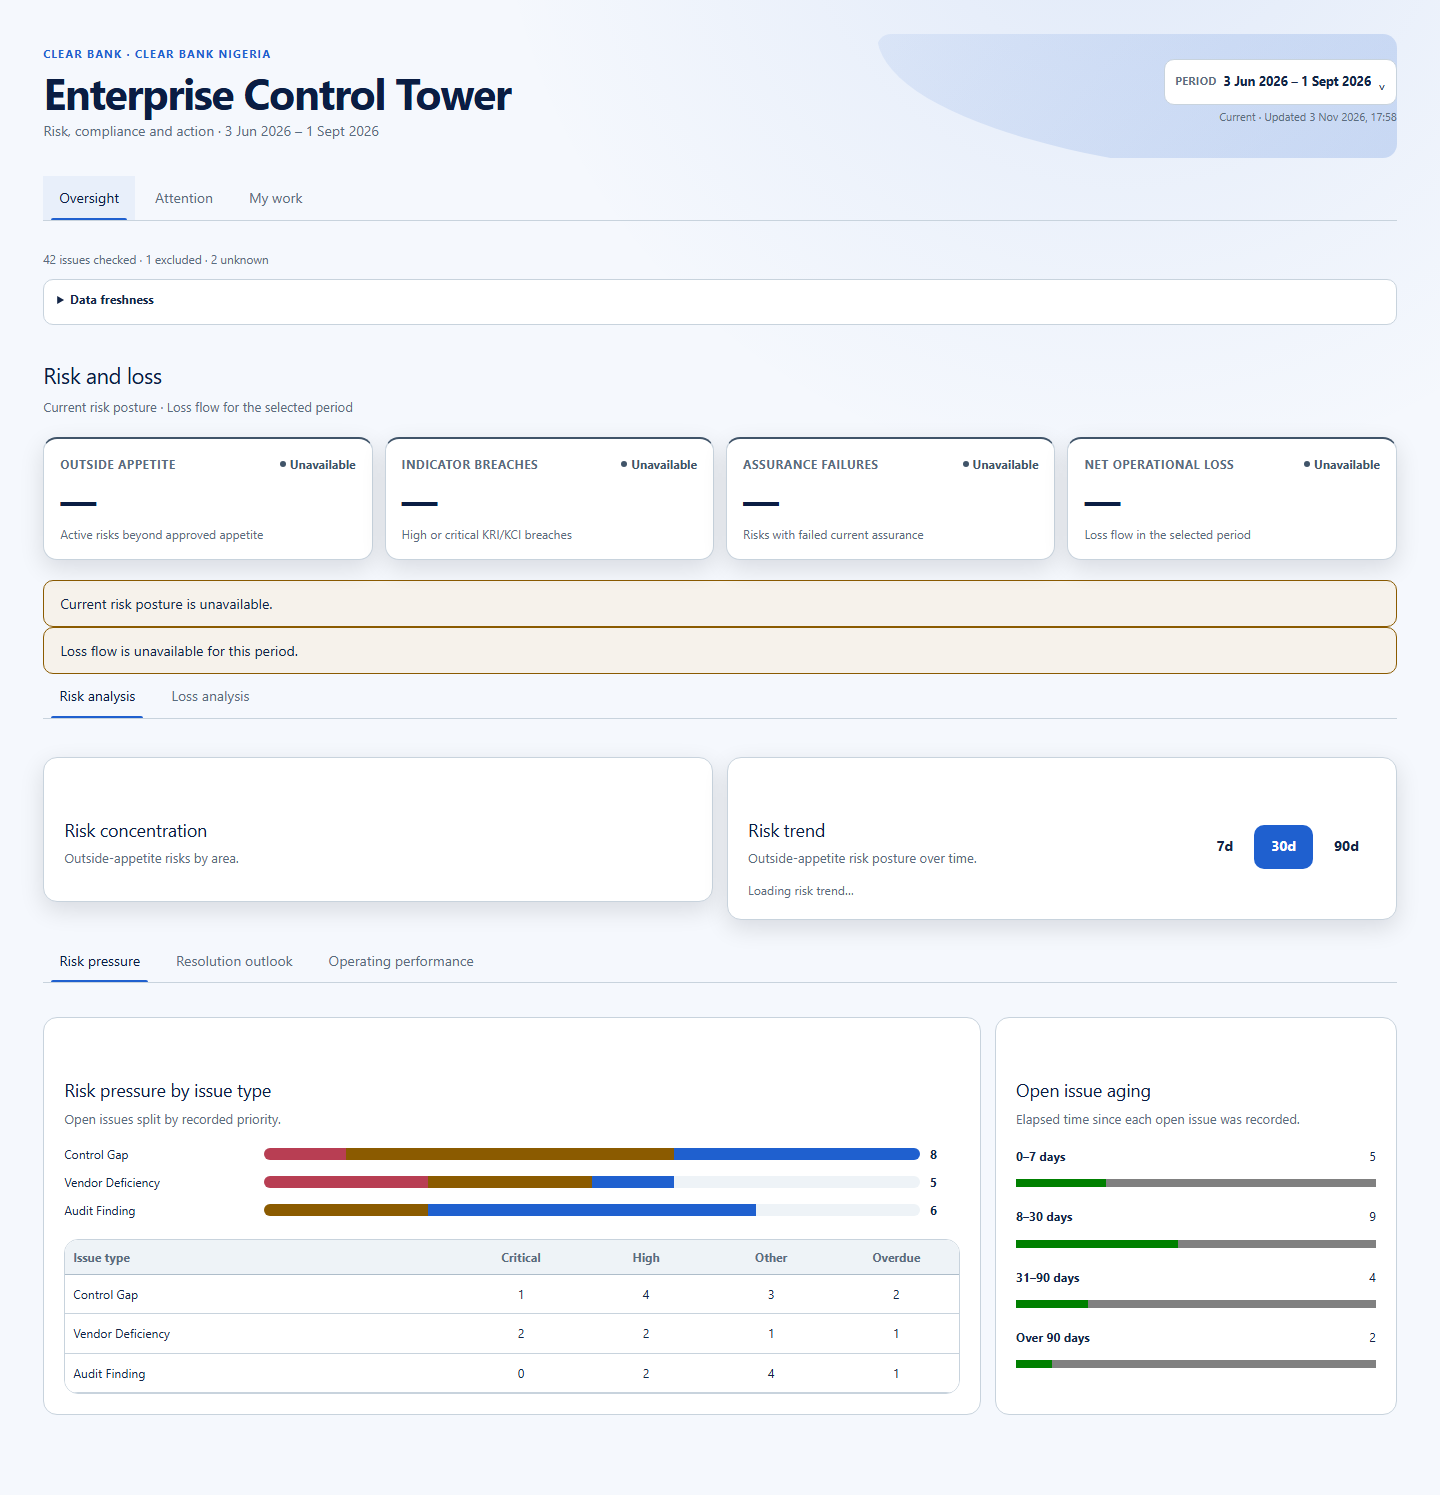 CLEAR BANK · CLEAR BANK NIGERIA
Enterprise Control Tower
Risk, compliance and action · 3 Jun 2026 – 1 Sept 2026
PERIOD 3 Jun 2026 – 1 Sept 2026 v
Current · Updated 3 Nov 2026, 17:58
Oversight Attention My work
42 issues checked · 1 excluded · 2 unknown
Data freshness
Risk and loss
Current risk posture · Loss flow for the selected period
OUTSIDE APPETITE Unavailable
—
Active risks beyond approved appetite
INDICATOR BREACHES Unavailable
—
High or critical KRI/KCI breaches
ASSURANCE FAILURES Unavailable
—
Risks with failed current assurance
NET OPERATIONAL LOSS Unavailable
—
Loss flow in the selected period
Current risk posture is unavailable.
Loss flow is unavailable for this period.
Risk analysis Loss analysis
Risk concentration
Outside-appetite risks by area.
Risk trend
Outside-appetite risk posture over time.
7d 30d 90d
Loading risk trend...
Risk pressure Resolution outlook Operating performance
Risk pressure by issue type
Open issues split by recorded priority.
Control Gap 8
Vendor Deficiency 5
Audit Finding 6
Issue type Critical High Other Overdue
Control Gap 1 4 3 2
Vendor Deficiency 2 2 1 1
Audit Finding 0 2 4 1
Open issue aging
Elapsed time since each open issue was recorded.
0–7 days 5
8–30 days 9
31–90 days 4
Over 90 days 2